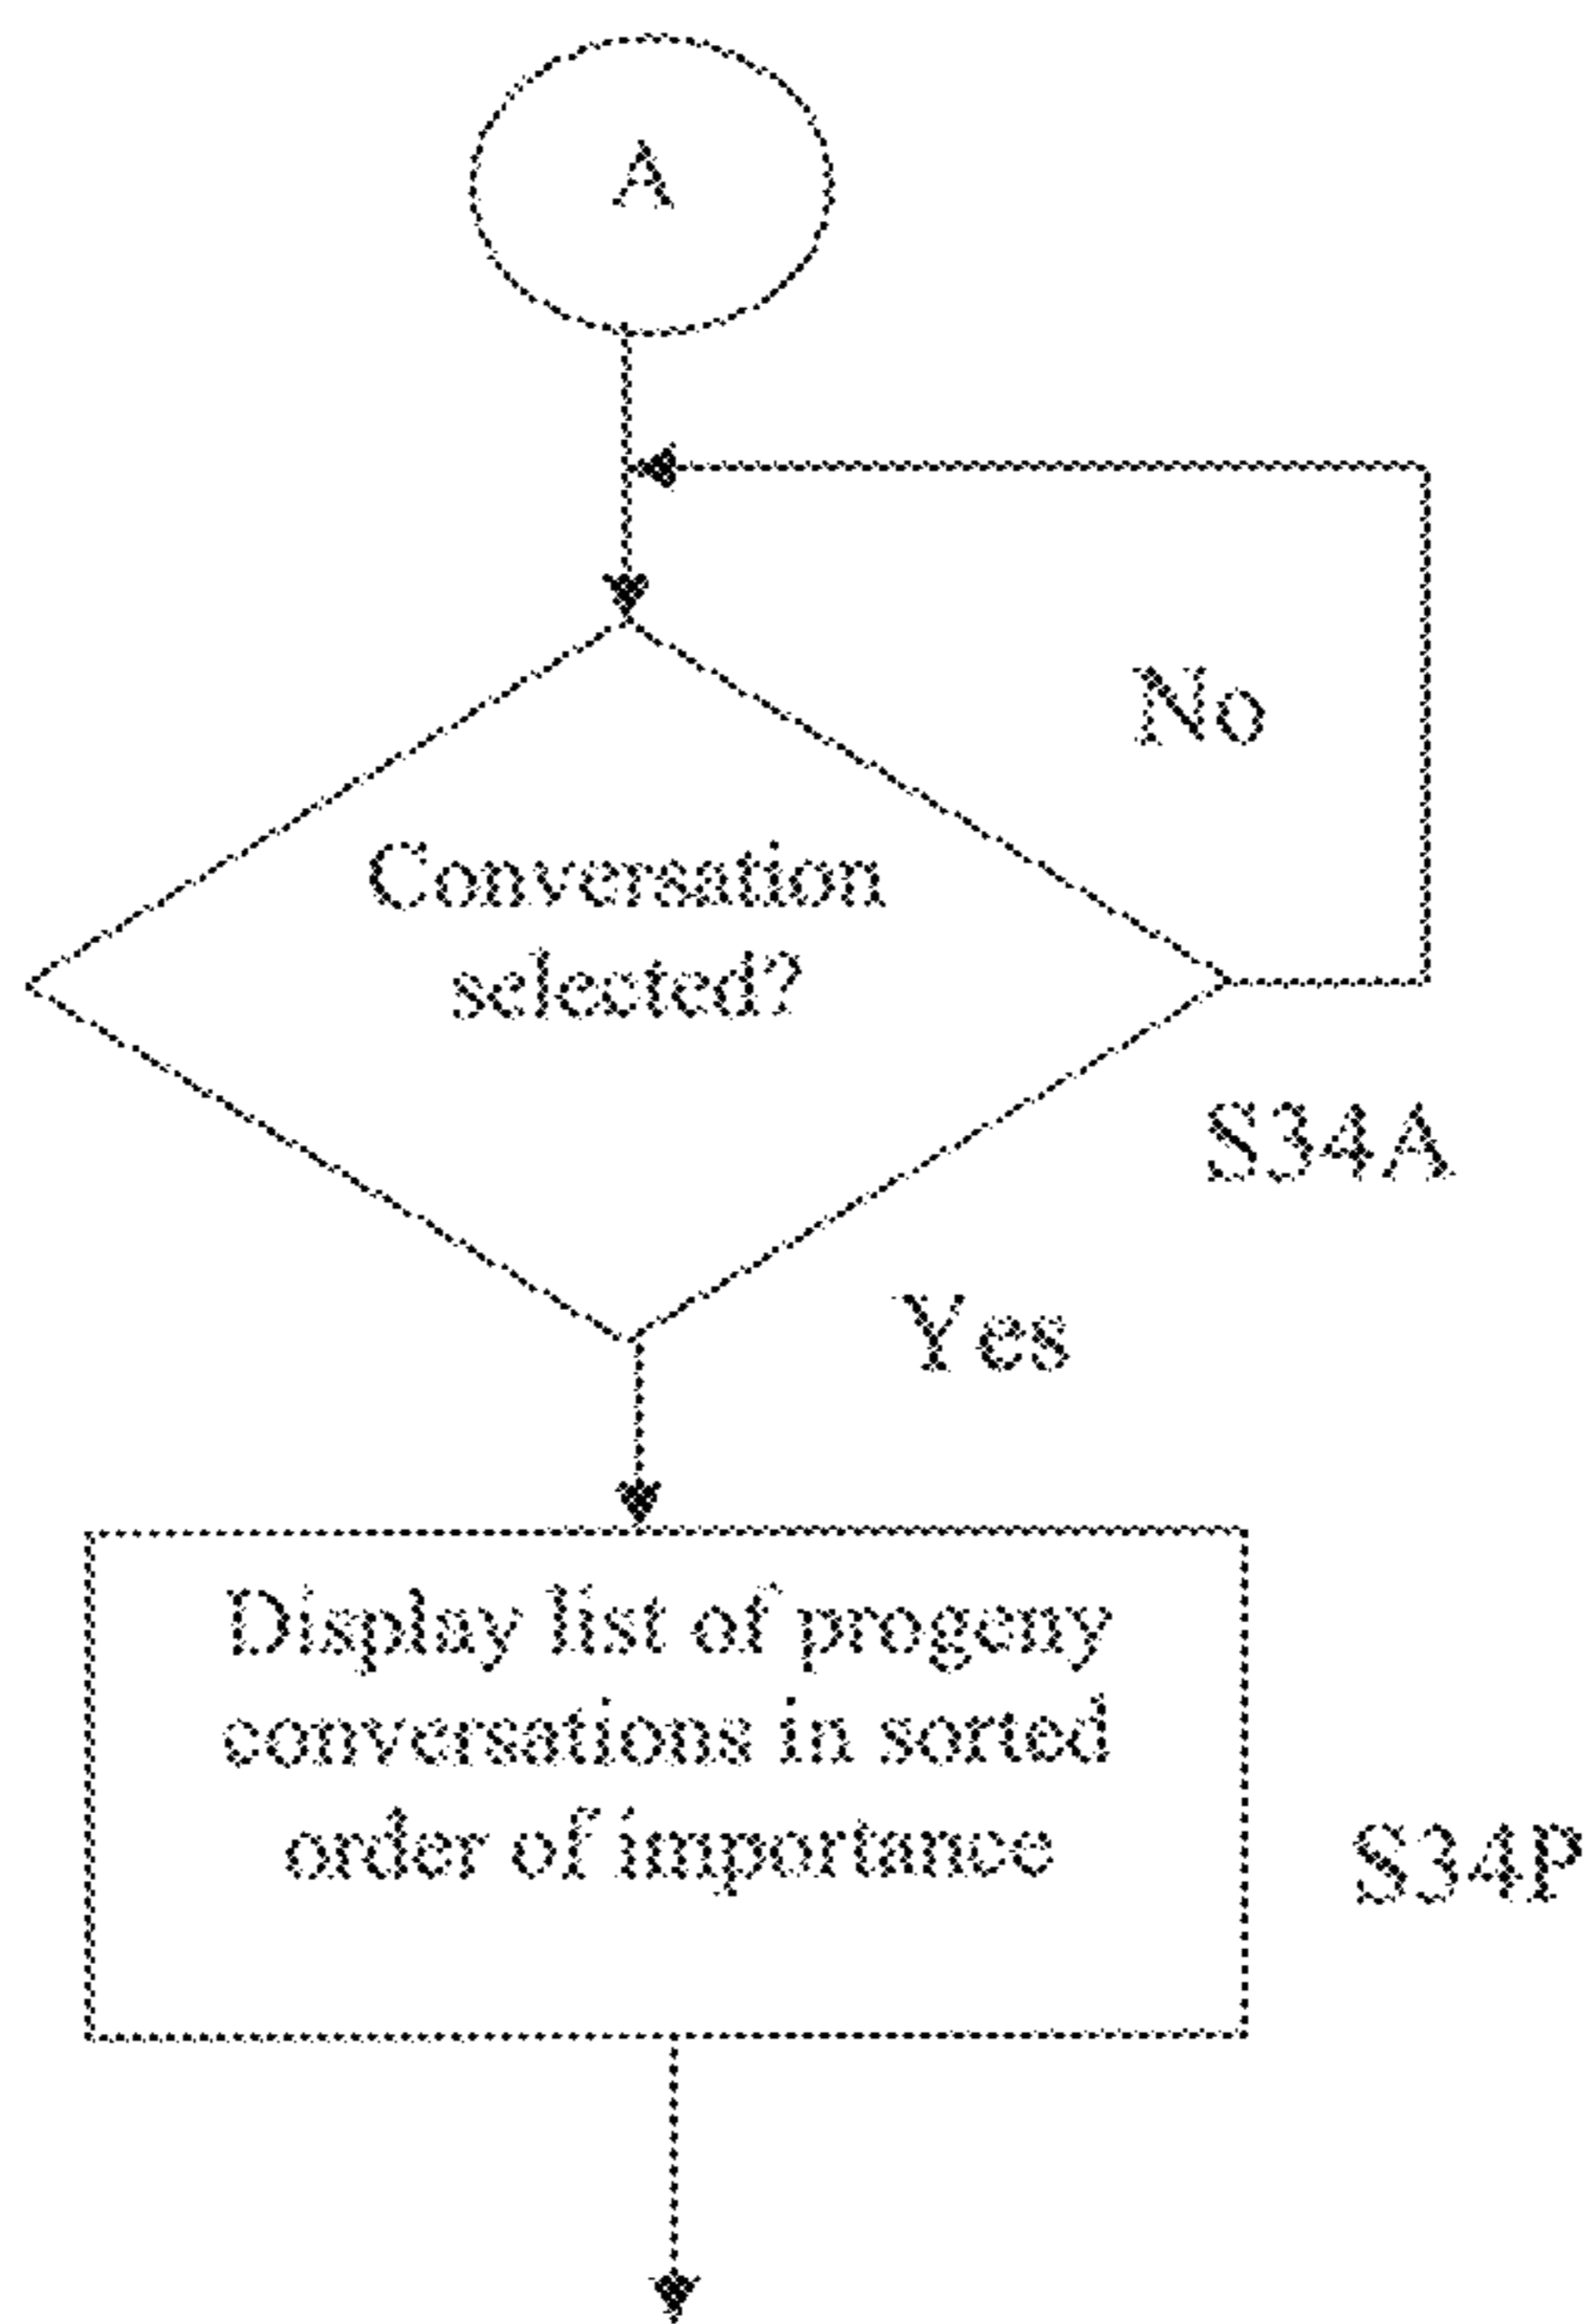 A
No
Conversation
selected?
S34A
Yes
Display list of progeny
conversations in sorted
order of importance
S34P